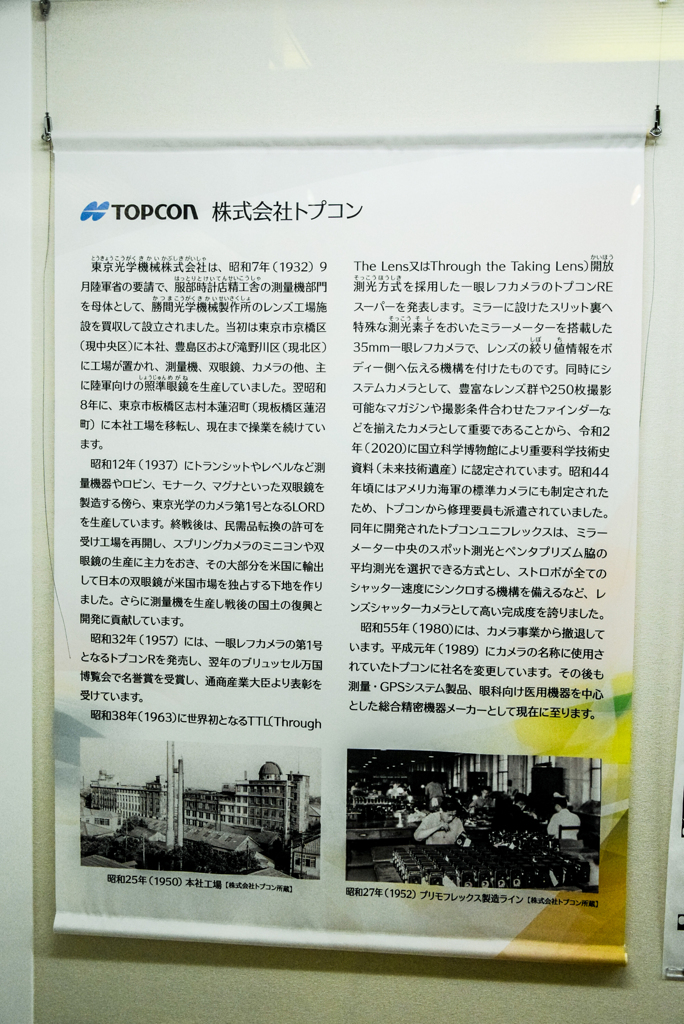 TOPCON 株式会社トプコン
東京光学機械株式会社は、昭和7年（1932）9
月陸軍省の要請で、服部時計店精工舎の測量機部門
を母体として、勝間光学機械製作所のレンズ工場施
設を買収して設立されました。当初は東京市京橋区
（現中央区）に本社、豊島区および滝野川区（現北区）
に工場が置かれ、測量機、双眼鏡、カメラの他、主
に陸軍向けの照準眼鏡を生産していました。翌昭和
8年に、東京市板橋区志村本蓮沼町（現板橋区蓮沼
町）に本社工場を移転し、現在まで操業を続けてい
ます。
昭和12年（1937）にトランシットやレベルなど測
量機器やロビン、モナーク、マグナといった双眼鏡を
製造する傍ら、東京光学のカメラ第1号となるLORD
を生産しています。終戦後は、民需品転換の許可を
受け工場を再開し、スプリングカメラのミニヨンや双
眼鏡の生産に主力をおき、その大部分を米国に輸出
して日本の双眼鏡が米国市場を独占する下地を作り
ました。さらに測量機を生産し戦後の国土の復興と
開発に貢献しています。
昭和32年（1957）には、一眼レフカメラの第1号
となるトプコンRを発売し、翌年のブリュッセル万国
博覧会で名誉賞を受賞し、通商産業大臣より表彰を
受けています。
昭和38年（1963）に世界初となるTTL（Through
The Lens又はThrough the Taking Lens）開放
測光方式を採用した一眼レフカメラのトプコンRE
スーパーを発表します。ミラーに設けたスリット裏へ
特殊な測光素子をおいたミラーメーターを搭載した
35mm一眼レフカメラで、レンズの絞り値情報をボ
ディー側へ伝える機構を付けたものです。同時にシ
ステムカメラとして、豊富なレンズ群や250枚撮影
可能なマガジンや撮影条件合わせたファインダーな
どを揃えたカメラとして重要であることから、令和2
年（2020）に国立科学博物館により重要科学技術史
資料（未来技術遺産）に認定されています。昭和44
年頃にはアメリカ海軍の標準カメラにも制定された
ため、トプコンから修理要員も派遣されていました。
同年に開発されたトプコンユニフレックスは、ミラー
メーター中央のスポット測光とペンタプリズム脇の
平均測光を選択できる方式とし、ストロボが全ての
シャッター速度にシンクロする機構を備えるなど、レ
ンズシャッターカメラとして高い完成度を誇りました。
昭和55年（1980）には、カメラ事業から撤退して
います。平成元年（1989）にカメラの名称に使用さ
れていたトプコンに社名を変更しています。その後も
測量・GPSシステム製品、眼科向け医用機器を中心
とした総合精密機器メーカーとして現在に至ります。
昭和25年（1950）本社工場【株式会社トプコン所蔵】
昭和27年（1952）プリモフレックス製造ライン【株式会社トプコン所蔵】